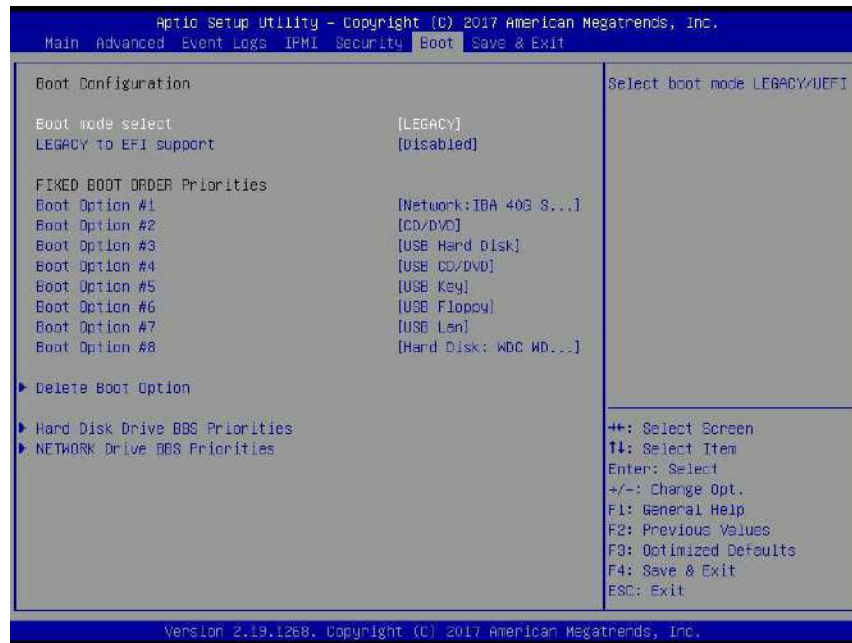 Aptio Setup Utility – Copyright (C) 2017 American Megatrends, Inc.
Main Advanced Event Logs IPMI Security Boot Save & Exit
Boot Configuration
Select boot mode LEGACY/UEFI
Boot mode select [LEGACY]
LEGACY to EFI support [Disabled]
FIXED BOOT ORDER Priorities
Boot Option #1 [Network:IBA 40G S...]
Boot Option #2 [CD/DVD]
Boot Option #3 [USB Hard Disk]
Boot Option #4 [USB CD/DVD]
Boot Option #5 [USB Key]
Boot Option #6 [USB Floppy]
Boot Option #7 [USB Lan]
Boot Option #8 [Hard Disk: WDC WD...]
Delete Boot Option
Hard Disk Drive BBS Priorities
NETWORK Drive BBS Priorities
→←: Select Screen
↑↓: Select Item
Enter: Select
+/-: Change Opt.
F1: General Help
F2: Previous Values
F3: Optimized Defaults
F4: Save & Exit
ESC: Exit
Version 2.19.1268. Copyright (C) 2017 American Megatrends, Inc.